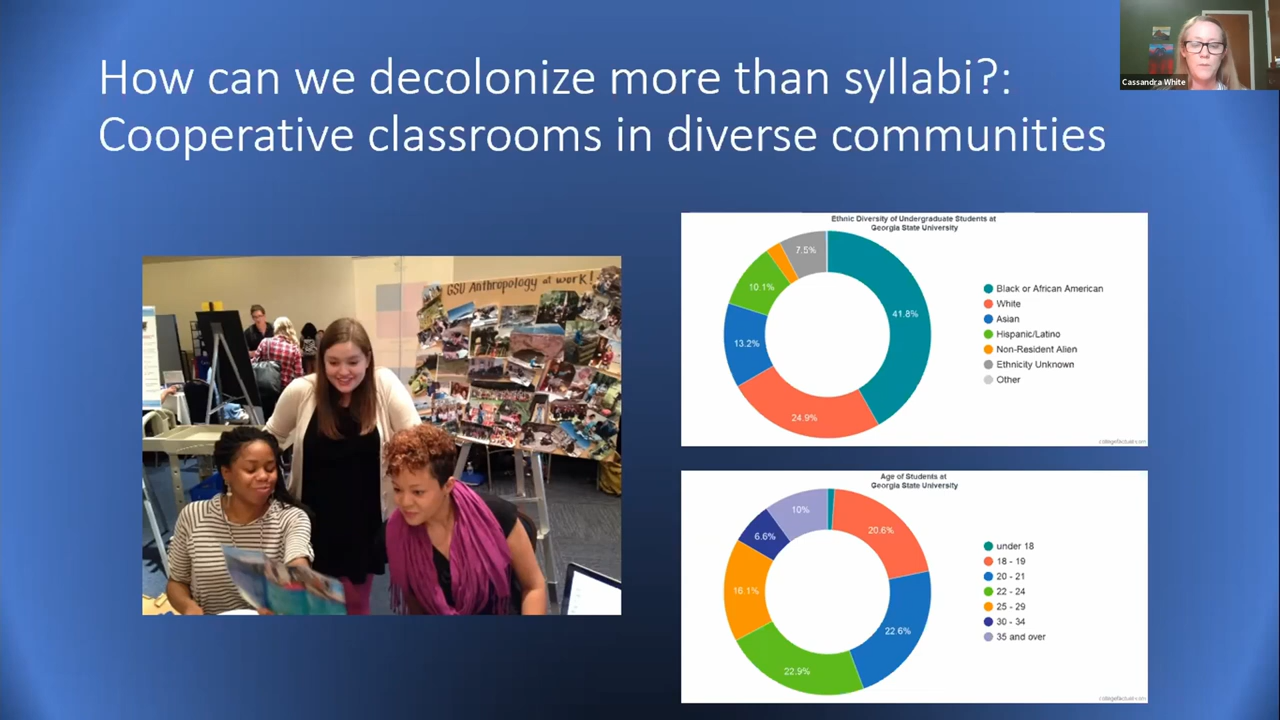 How can we decolonize more than syllabi?:
Cooperative classrooms in diverse communities
Cassandra White
GSU Anthropology at work!
Ethnic Diversity of Undergraduate Students at
Georgia State University
7.5%
10.1%
41.8%
13.2%
24.9%
Black or African American
White
Asian
Hispanic/Latino
Non-Resident Alien
Ethnicity Unknown
Other
collegefactual.com
Age of Students at
Georgia State University
10%
20.6%
6.6%
16.1%
22.6%
22.9%
under 18
18 - 19
20 - 21
22 - 24
25 - 29
30 - 34
35 and over
collegefactual.com